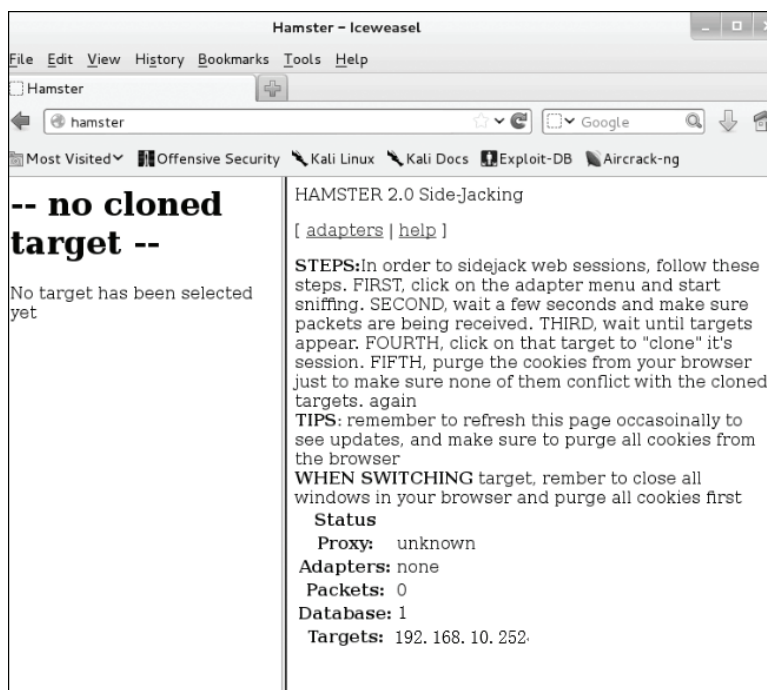 Hamster – Iceweasel
File Edit View History Bookmarks Tools Help
Hamster
hamster
Google
Most Visited Offensive Security Kali Linux Kali Docs Exploit-DB Aircrack-ng
-- no cloned
target --
No target has been selected
yet
HAMSTER 2.0 Side-Jacking
[ adapters | help ]
STEPS:In order to sidejack web sessions, follow these
steps. FIRST, click on the adapter menu and start
sniffing. SECOND, wait a few seconds and make sure
packets are being received. THIRD, wait until targets
appear. FOURTH, click on that target to "clone" it's
session. FIFTH, purge the cookies from your browser
just to make sure none of them conflict with the cloned
targets. again
TIPS: remember to refresh this page occasoinally to
see updates, and make sure to purge all cookies from
the browser
WHEN SWITCHING target, rember to close all
windows in your browser and purge all cookies first
Status
Proxy: unknown
Adapters: none
Packets: 0
Database: 1
Targets: 192.168.10.252